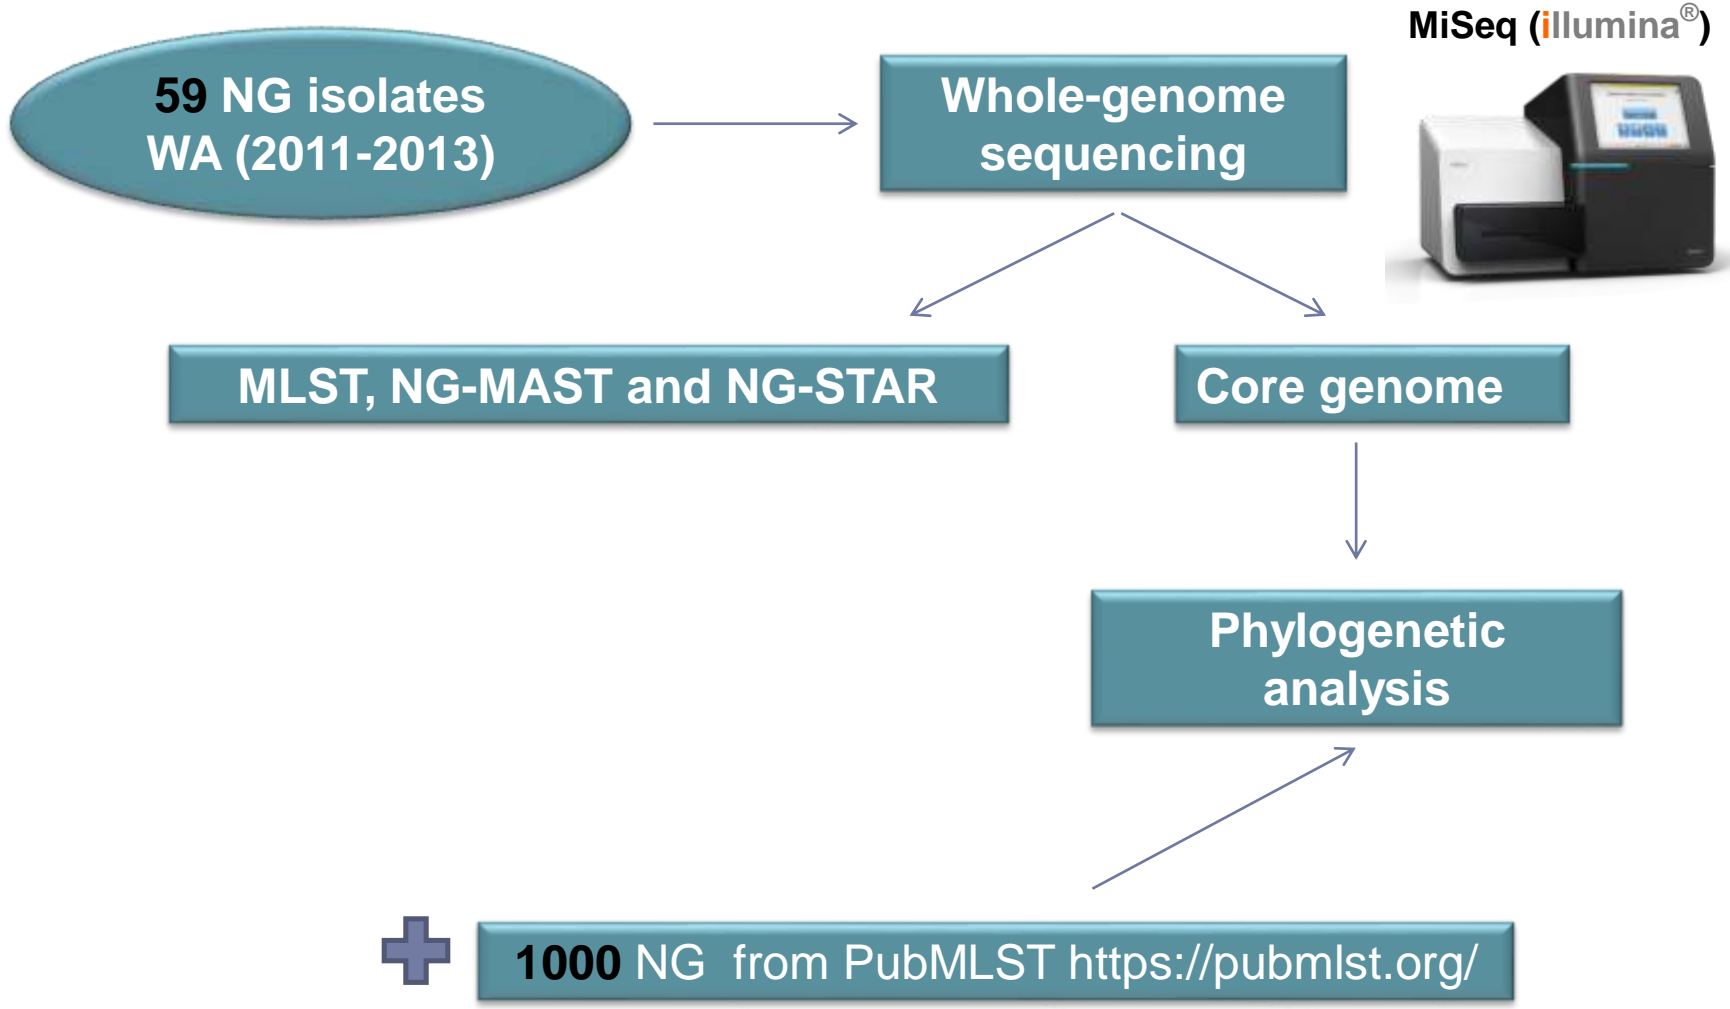 MiSeq (illumina®)
59 NG isolates
WA (2011-2013)
Whole-genome
sequencing
MLST, NG-MAST and NG-STAR
Core genome
Phylogenetic
analysis
1000 NG from PubMLST https://pubmlst.org/